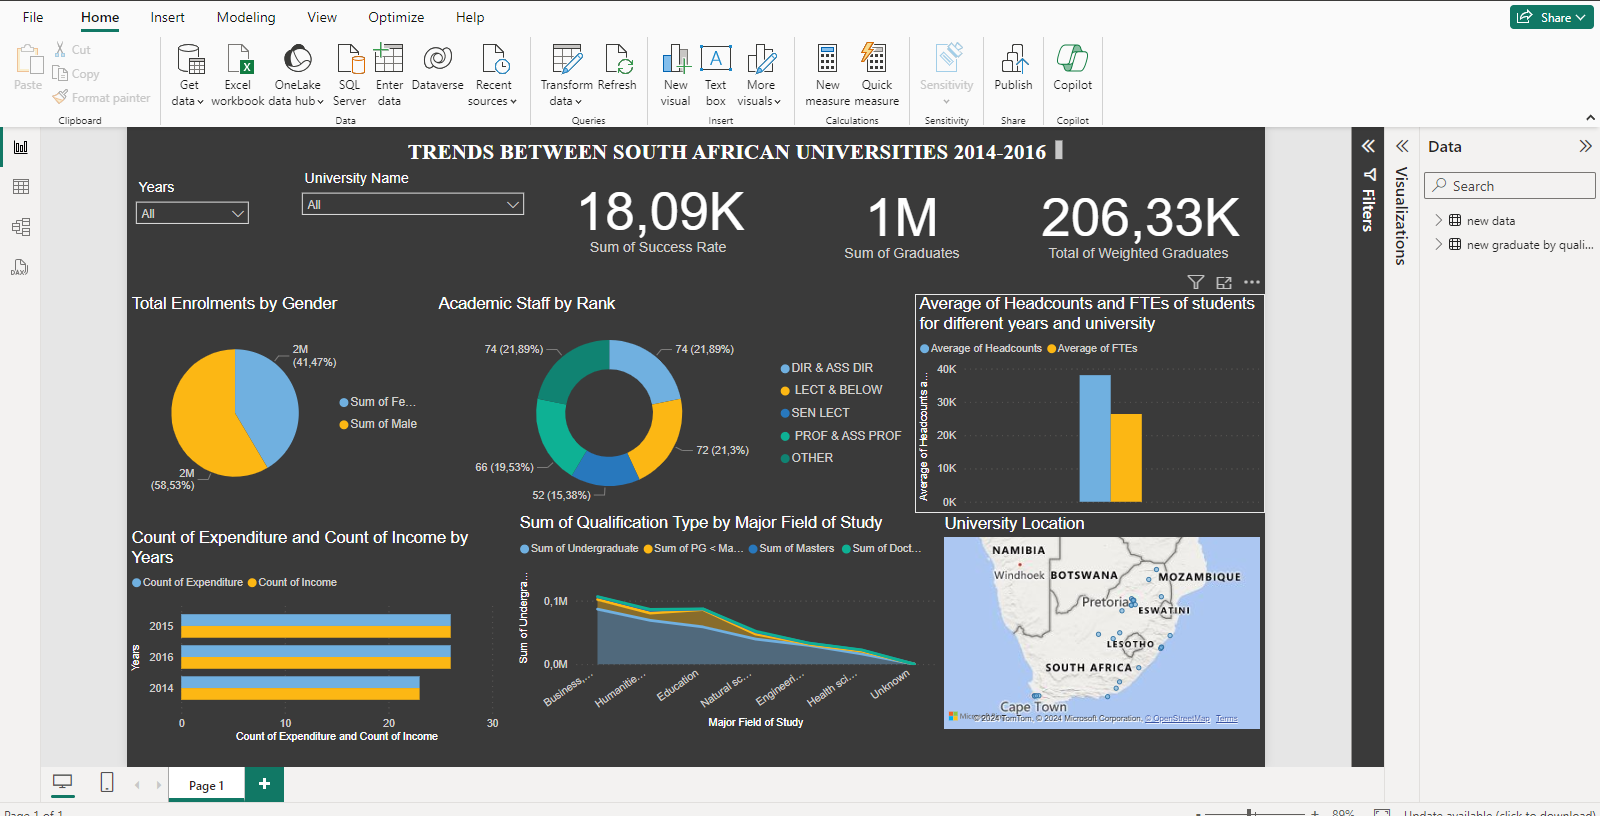 File Home Insert Modeling View Optimize Help
Share
Paste
Cut
Copy
Format painter
Get data
Excel workbook
OneLake data hub
SQL Server
Enter data
Dataverse
Recent sources
Transform data
Refresh
New visual
Text box
More visuals
New measure
Quick measure
Sensitivity
Publish
Copilot
Clipboard Data Queries Insert Calculations Sensitivity Share Copilot
DAX
TRENDS BETWEEN SOUTH AFRICAN UNIVERSITIES 2014-2016
Years
All
University Name
All
18,09K
Sum of Success Rate
1M
Sum of Graduates
206,33K
Total of Weighted Graduates
Total Enrolments by Gender
2M
(41,47%)
2M
(58,53%)
Sum of Fe...
Sum of Male
Academic Staff by Rank
74 (21,89%)
74 (21,89%)
72 (21,3%)
66 (19,53%)
52 (15,38%)
DIR & ASS DIR
LECT & BELOW
SEN LECT
PROF & ASS PROF
OTHER
Average of Headcounts and FTEs of students
for different years and university
Average of Headcounts Average of FTEs
Average of Headcounts a...
40K
30K
20K
10K
0K
Count of Expenditure and Count of Income by
Years
Count of Expenditure Count of Income
Years
2015
2016
2014
0 10 20 30
Count of Expenditure and Count of Income
Sum of Qualification Type by Major Field of Study
Sum of Undergraduate Sum of PG < Ma... Sum of Masters Sum of Doct...
Sum of Undergra...
0,1M
0,0M
Business,...
Humanitie...
Education
Natural sc...
Engineeri...
Health sci...
Unknown
Major Field of Study
University Location
NAMIBIA
Windhoek
BOTSWANA
MOZAMBIQUE
Pretoria
ESWATINI
LESOTHO
SOUTH AFRICA
Cape Town
© 2024 TomTom, © 2024 Microsoft Corporation, © OpenStreetMap Terms
Filters
Visualizations
Data
Search
new data
new graduate by quali...
Page 1
+
Page 1 of 1
- + 89%
Update available (click to download)